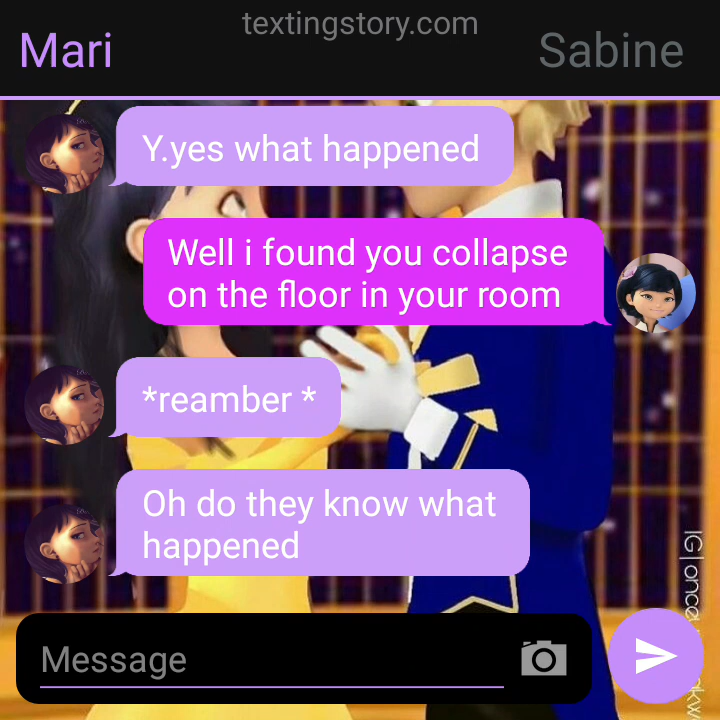 textingstory.com
Mari
Sabine
Y.yes what happened
Well i found you collapse
on the floor in your room
*reamber *
Oh do they know what
happened
Message